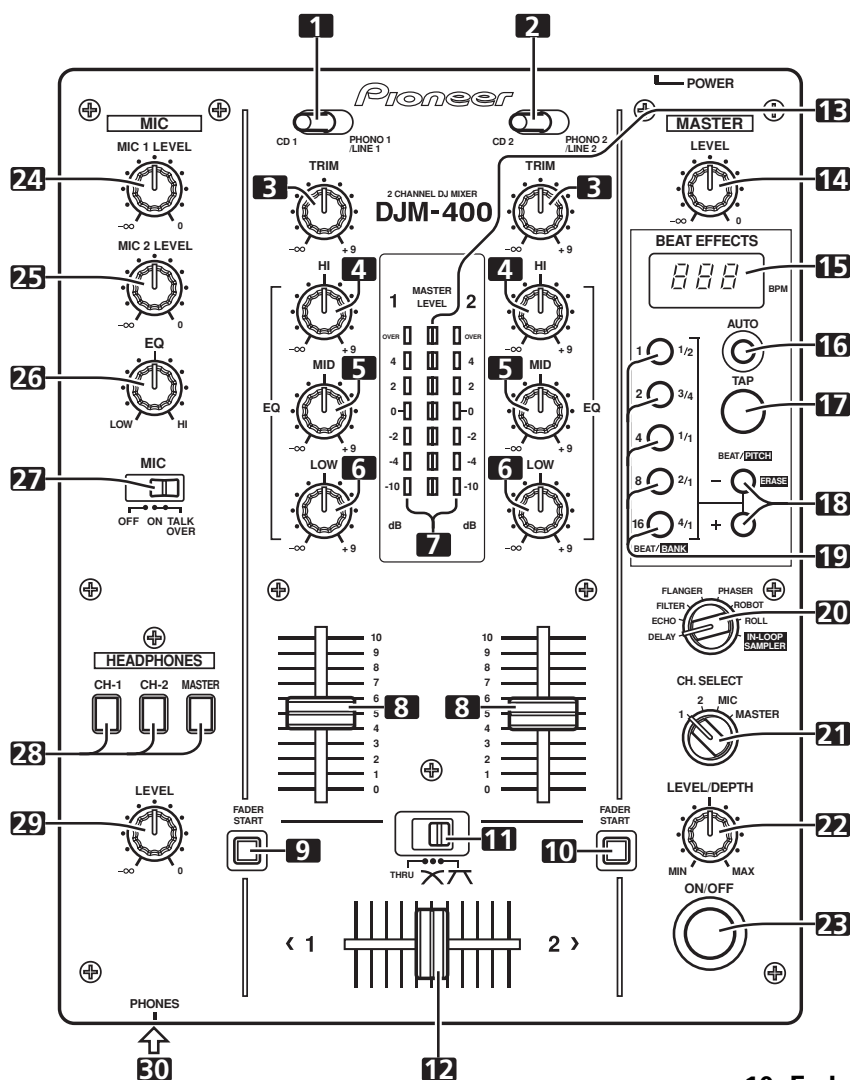 1
2
Pioneer
POWER
13
CD 1
PHONO 1
/LINE 1
CD 2
PHONO 2
/LINE 2
MIC
MIC 1 LEVEL
24
–∞
0
MIC 2 LEVEL
25
–∞
0
EQ
26
LOW
HI
MIC
27
OFF
ON
TALK
OVER
HEADPHONES
CH-1
CH-2
MASTER
28
LEVEL
29
–∞
0
PHONES
30
TRIM
3
–∞
+ 9
2 CHANNEL DJ MIXER
DJM-400
TRIM
3
–∞
+ 9
HI
4
–∞
+ 9
MID
5
–∞
+ 9
LOW
6
–∞
+ 9
EQ
1
MASTER
LEVEL
2
OVER
OVER
4
4
2
2
0
0
-2
-2
-4
-4
-10
-10
dB
7
dB
HI
4
–∞
+ 9
MID
5
–∞
+ 9
LOW
6
–∞
+ 9
EQ
10
9
8
7
6
5
4
3
2
1
0
8
10
9
8
7
6
5
4
3
2
1
0
8
FADER
START
9
11
THRU
10
FADER
START
‹ 1
2 ›
12
MASTER
LEVEL
14
–∞
0
BEAT EFFECTS
888
BPM
15
AUTO
16
TAP
17
1
1/2
2
3/4
4
1/1
8
2/1
16
4/1
BEAT/BANK
BEAT/PITCH
–
ERASE
+
18
19
FLANGER
PHASER
FILTER
ROBOT
ECHO
ROLL
DELAY
IN-LOOP
SAMPLER
20
CH. SELECT
1
2
MIC
MASTER
21
LEVEL/DEPTH
22
MIN
MAX
ON/OFF
23